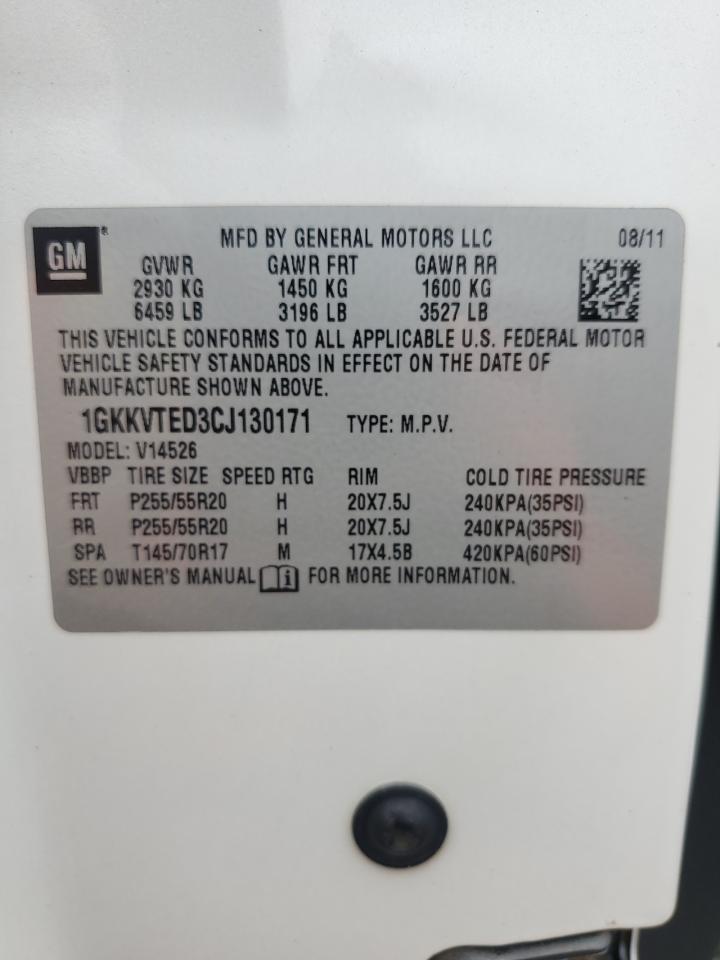 GM® MFD BY GENERAL MOTORS LLC 08/11
GVWR GAWR FRT GAWR RR
2930 KG 1450 KG 1600 KG
6459 LB 3196 LB 3527 LB
THIS VEHICLE CONFORMS TO ALL APPLICABLE U.S. FEDERAL MOTOR
VEHICLE SAFETY STANDARDS IN EFFECT ON THE DATE OF
MANUFACTURE SHOWN ABOVE.
1GKKVTED3CJ130171 TYPE: M.P.V.
MODEL: V14526
VBBP TIRE SIZE SPEED RTG RIM COLD TIRE PRESSURE
FRT P255/55R20 H 20X7.5J 240KPA(35PSI)
RR P255/55R20 H 20X7.5J 240KPA(35PSI)
SPA T145/70R17 M 17X4.5B 420KPA(60PSI)
SEE OWNER'S MANUAL i FOR MORE INFORMATION.